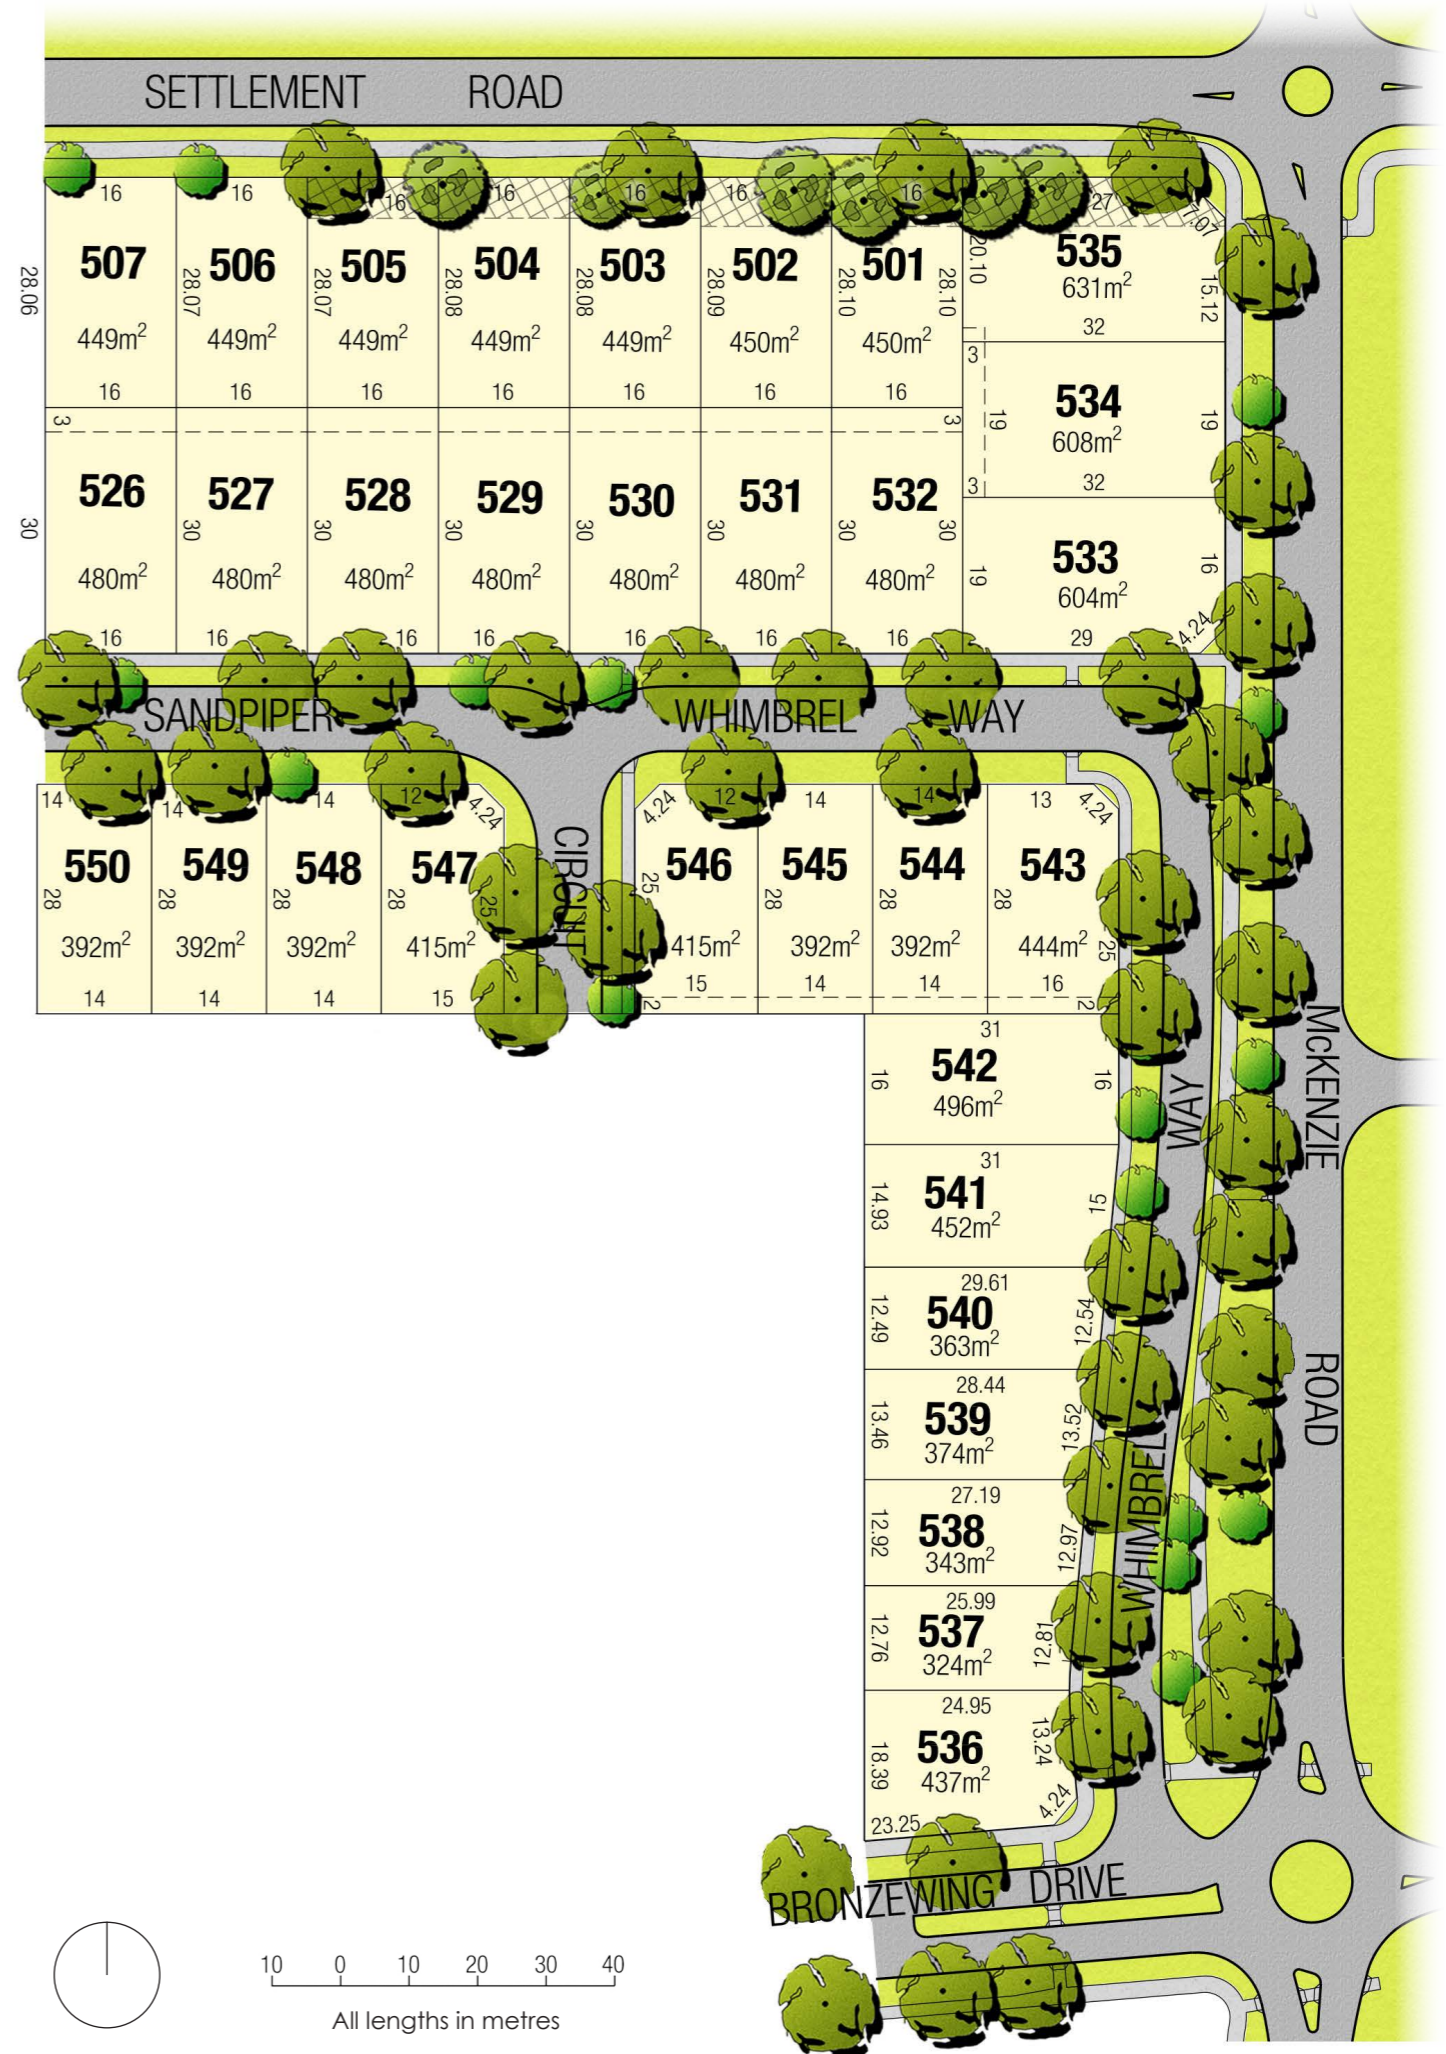 SETTLEMENT ROAD
16 16 16 16 16 16 16 27 7.07
507 506 505 504 503 502 501 535
28.06 28.07 28.07 28.08 28.08 28.09 28.10 28.10 20.10 15.12
449m² 449m² 449m² 449m² 449m² 450m² 450m² 631m²
16 16 16 16 16 16 16 32
3 3 3 19 19
534
608m²
3 32
526 527 528 529 530 531 532 533
30 30 30 30 30 30 30 30 19 16
480m² 480m² 480m² 480m² 480m² 480m² 480m² 604m²
16 16 16 16 16 16 16 29 4.24
SANDPIPER WHIMBREL WAY
14 14 14 12 4.24 4.24 12 14 14 13 4.24
550 549 548 547 CIRCUIT 546 545 544 543
28 28 28 28 25 25 28 28 28 25
392m² 392m² 392m² 415m² 415m² 392m² 392m² 444m²
14 14 14 15 15 14 14 16
2 2
31
542
16 16
496m²
31
541
14.93 15
452m²
29.61
540
12.49 12.54
363m²
28.44
539
13.46 13.52
374m²
27.19
538
12.92 12.97
343m²
25.99
537
12.76 12.81
324m²
24.95
536
18.39 13.24
437m²
4.24
23.25
WHIMBREL WAY
McKENZIE ROAD
BRONZEWING DRIVE
10 0 10 20 30 40
All lengths in metres